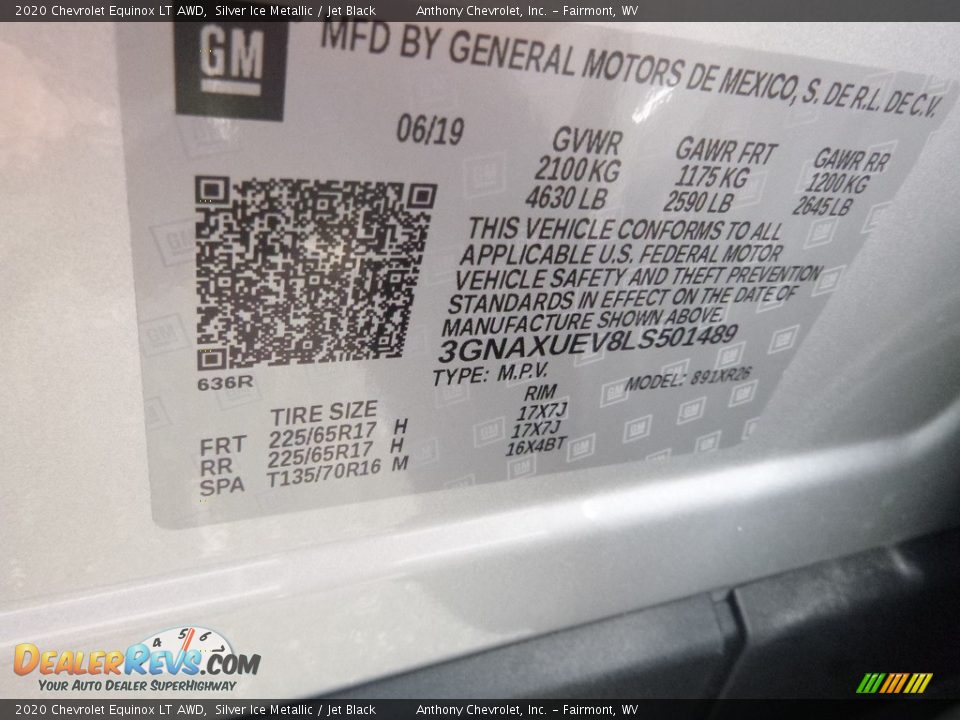 2020 Chevrolet Equinox LT AWD,  Silver Ice Metallic / Jet Black    Anthony Chevrolet, Inc. - Fairmont, WV
GM
MFD BY GENERAL MOTORS DE MEXICO, S. DE R.L. DE C.V.
06/19 GVWR GAWR FRT GAWR RR
2100 KG 1175 KG 1200 KG
4630 LB 2590 LB 2645 LB
THIS VEHICLE CONFORMS TO ALL
APPLICABLE U.S. FEDERAL MOTOR
VEHICLE SAFETY AND THEFT PREVENTION
STANDARDS IN EFFECT ON THE DATE OF
MANUFACTURE SHOWN ABOVE.
3GNAXUEV8LS501489
TYPE: M.P.V. MODEL: 891XR26
636R
TIRE SIZE RIM
FRT 225/65R17 H 17X7J
RR 225/65R17 H 17X7J
SPA T135/70R16 M 16X4BT
4 5 6
DEALERREVS.COM
YOUR AUTO DEALER SUPERHIGHWAY
2020 Chevrolet Equinox LT AWD,  Silver Ice Metallic / Jet Black    Anthony Chevrolet, Inc. - Fairmont, WV